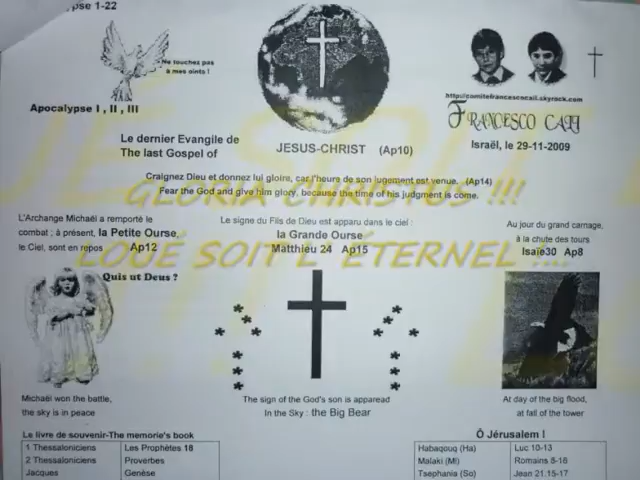 pse 1-22
Ne touchez pas
à mes oints !
Apocalypse I , II , III
http://comitefrancescocali.skyrock.com
FRANCESCO CALI
Israël, le 29-11-2009
Le dernier Evangile de
The last Gospel of
JESUS-CHRIST (Ap10)
Craignez Dieu et donnez lui gloire, car l'heure de son jugement est venue. (Ap14)
Fear the God and give him glory, because the time of his judgment is come.
GLORIA CHRISTUS !!!
L'Archange Michaël a remporté le
combat ; à présent, la Petite Ourse,
le Ciel, sont en repos Ap12
Le signe du Fils de Dieu est apparu dans le ciel :
la Grande Ourse
Matthieu 24 Ap15
Au jour du grand carnage,
à la chute des tours
Isaïe30 Ap8
LOUÉ SOIT L'ÉTERNEL !...
Quis ut Deus ?
Michaël won the battle,
the sky is in peace
The sign of the God's son is apparead
In the Sky : the Big Bear
At day of the big flood,
at fall of the tower
Le livre de souvenir-The memorie's book
1 Thessaloniciens Les Prophètes 18
2 Thessaloniciens Proverbes
Jacques Genèse
Ô Jérusalem !
Habaqouq (Ha) Luc 10-13
Malaki (Ml) Romains 8-16
Tsephania (So) Jean 21.15-17